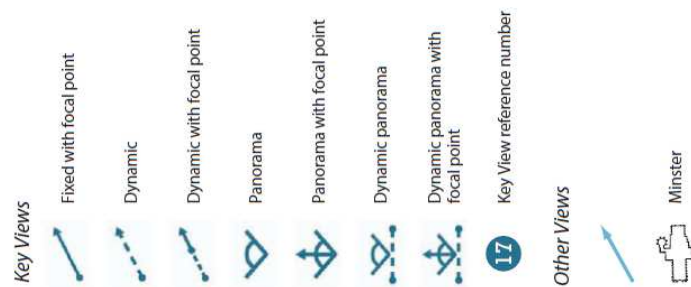 Key Views
Fixed with focal point
Dynamic
Dynamic with focal point
Panorama
Panorama with focal point
Dynamic panorama
Dynamic panorama with
focal point
17 Key View reference number
Other Views
Minster